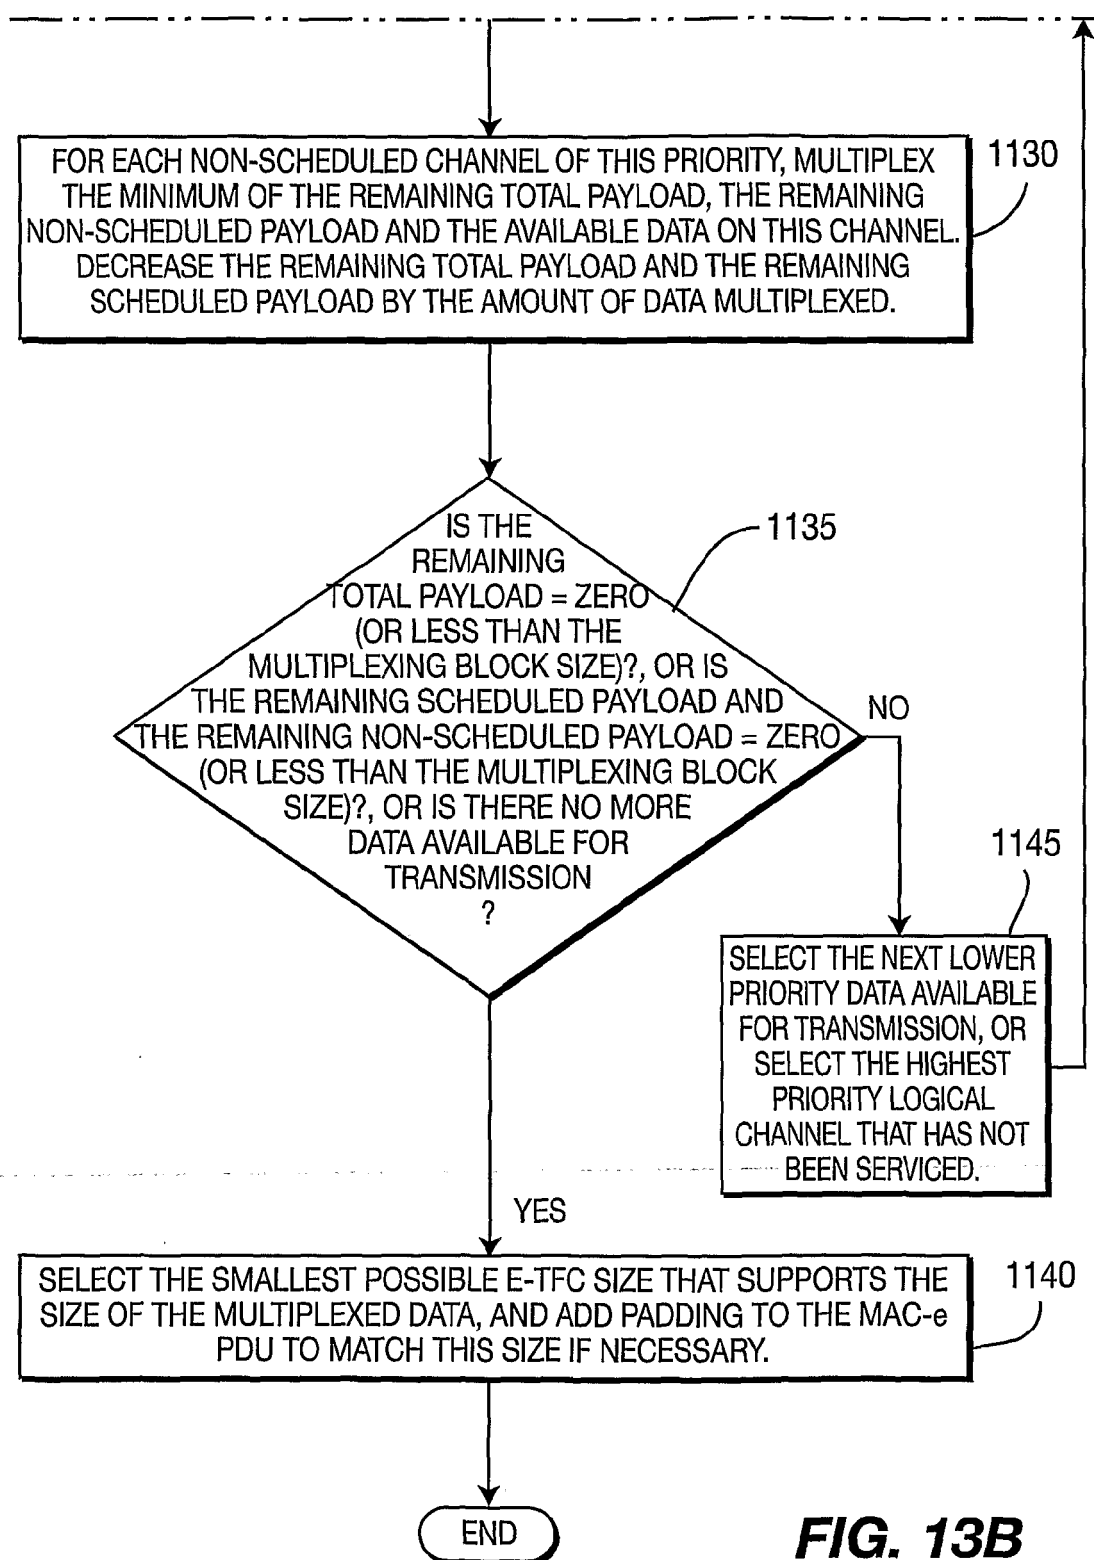 FOR EACH NON-SCHEDULED CHANNEL OF THIS PRIORITY, MULTIPLEX
THE MINIMUM OF THE REMAINING TOTAL PAYLOAD, THE REMAINING
NON-SCHEDULED PAYLOAD AND THE AVAILABLE DATA ON THIS CHANNEL.
DECREASE THE REMAINING TOTAL PAYLOAD AND THE REMAINING
SCHEDULED PAYLOAD BY THE AMOUNT OF DATA MULTIPLEXED.
1130
IS THE
REMAINING
TOTAL PAYLOAD = ZERO
(OR LESS THAN THE
MULTIPLEXING BLOCK SIZE)?, OR IS
THE REMAINING SCHEDULED PAYLOAD AND
THE REMAINING NON-SCHEDULED PAYLOAD = ZERO
(OR LESS THAN THE MULTIPLEXING BLOCK
SIZE)?, OR IS THERE NO MORE
DATA AVAILABLE FOR
TRANSMISSION
?
1135
NO
1145
SELECT THE NEXT LOWER
PRIORITY DATA AVAILABLE
FOR TRANSMISSION, OR
SELECT THE HIGHEST
PRIORITY LOGICAL
CHANNEL THAT HAS NOT
BEEN SERVICED.
YES
SELECT THE SMALLEST POSSIBLE E-TFC SIZE THAT SUPPORTS THE
SIZE OF THE MULTIPLEXED DATA, AND ADD PADDING TO THE MAC-e
PDU TO MATCH THIS SIZE IF NECESSARY.
1140
END
FIG. 13B